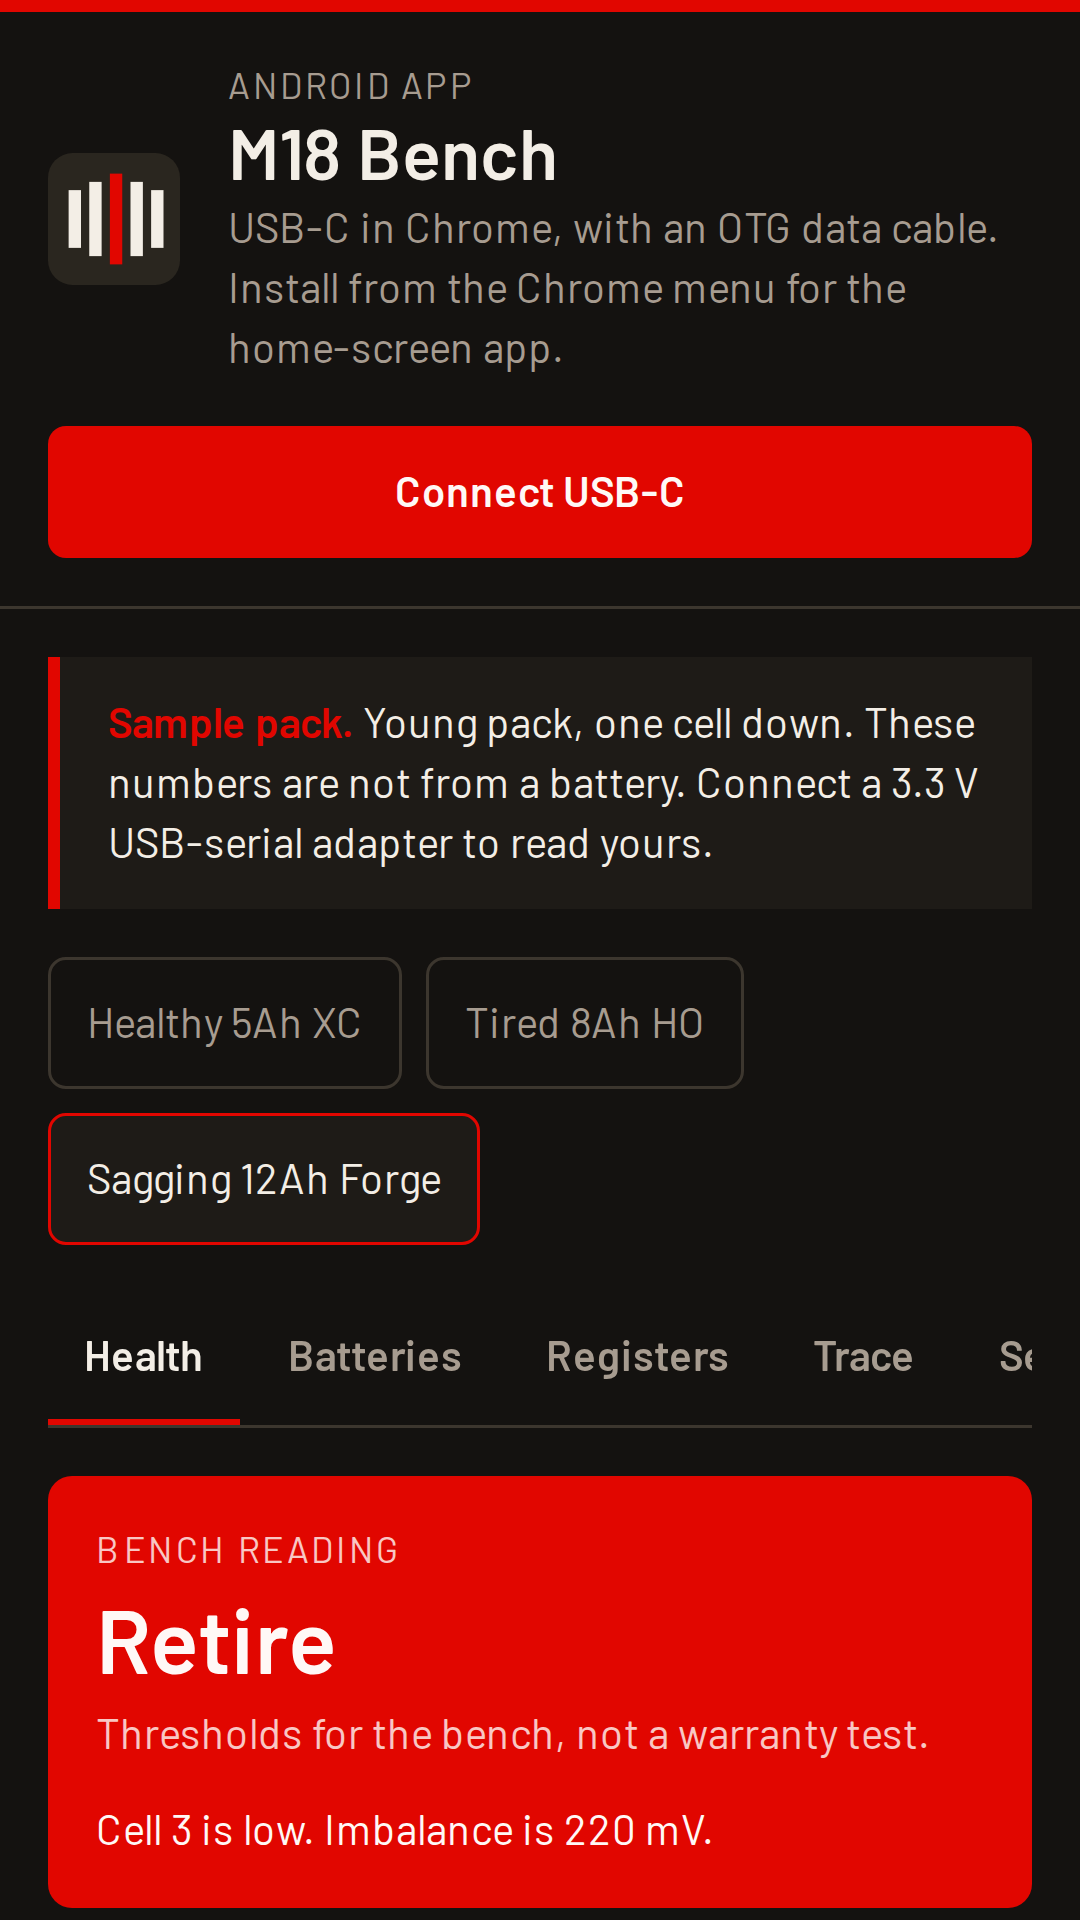 ANDROID APP
M18 Bench
USB-C in Chrome, with an OTG data cable.
Install from the Chrome menu for the
home-screen app.
Connect USB-C
Sample pack. Young pack, one cell down. These
numbers are not from a battery. Connect a 3.3 V
USB-serial adapter to read yours.
Healthy 5Ah XC
Tired 8Ah HO
Sagging 12Ah Forge
Health
Batteries
Registers
Trace
BENCH READING
Retire
Thresholds for the bench, not a warranty test.
Cell 3 is low. Imbalance is 220 mV.